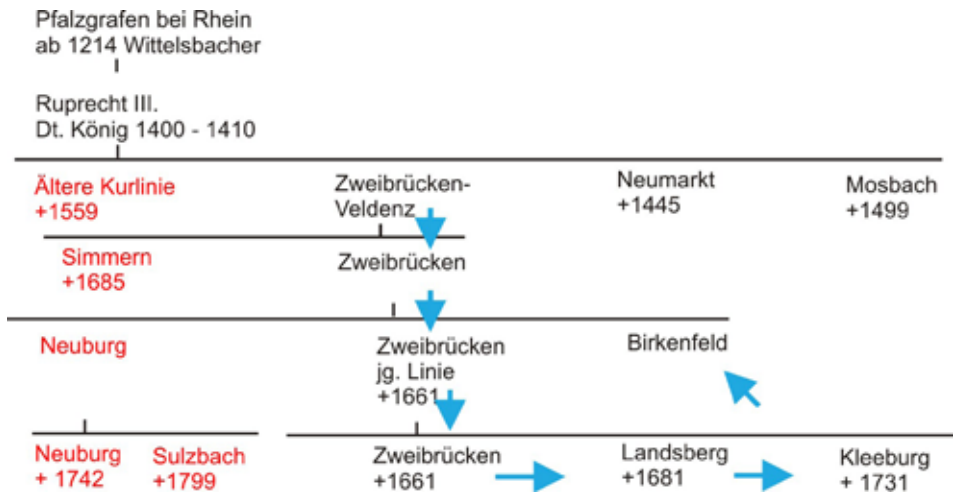 Pfalzgrafen bei Rhein
ab 1214 Wittelsbacher
Ruprecht III.
Dt. König 1400 - 1410
Ältere Kurlinie
+1559
Zweibrücken-
Veldenz
Neumarkt
+1445
Mosbach
+1499
Simmern
+1685
Zweibrücken
Neuburg
Zweibrücken
jg. Linie
+1661
Birkenfeld
Neuburg
+ 1742
Sulzbach
+1799
Zweibrücken
+1661
Landsberg
+1681
Kleeburg
+ 1731